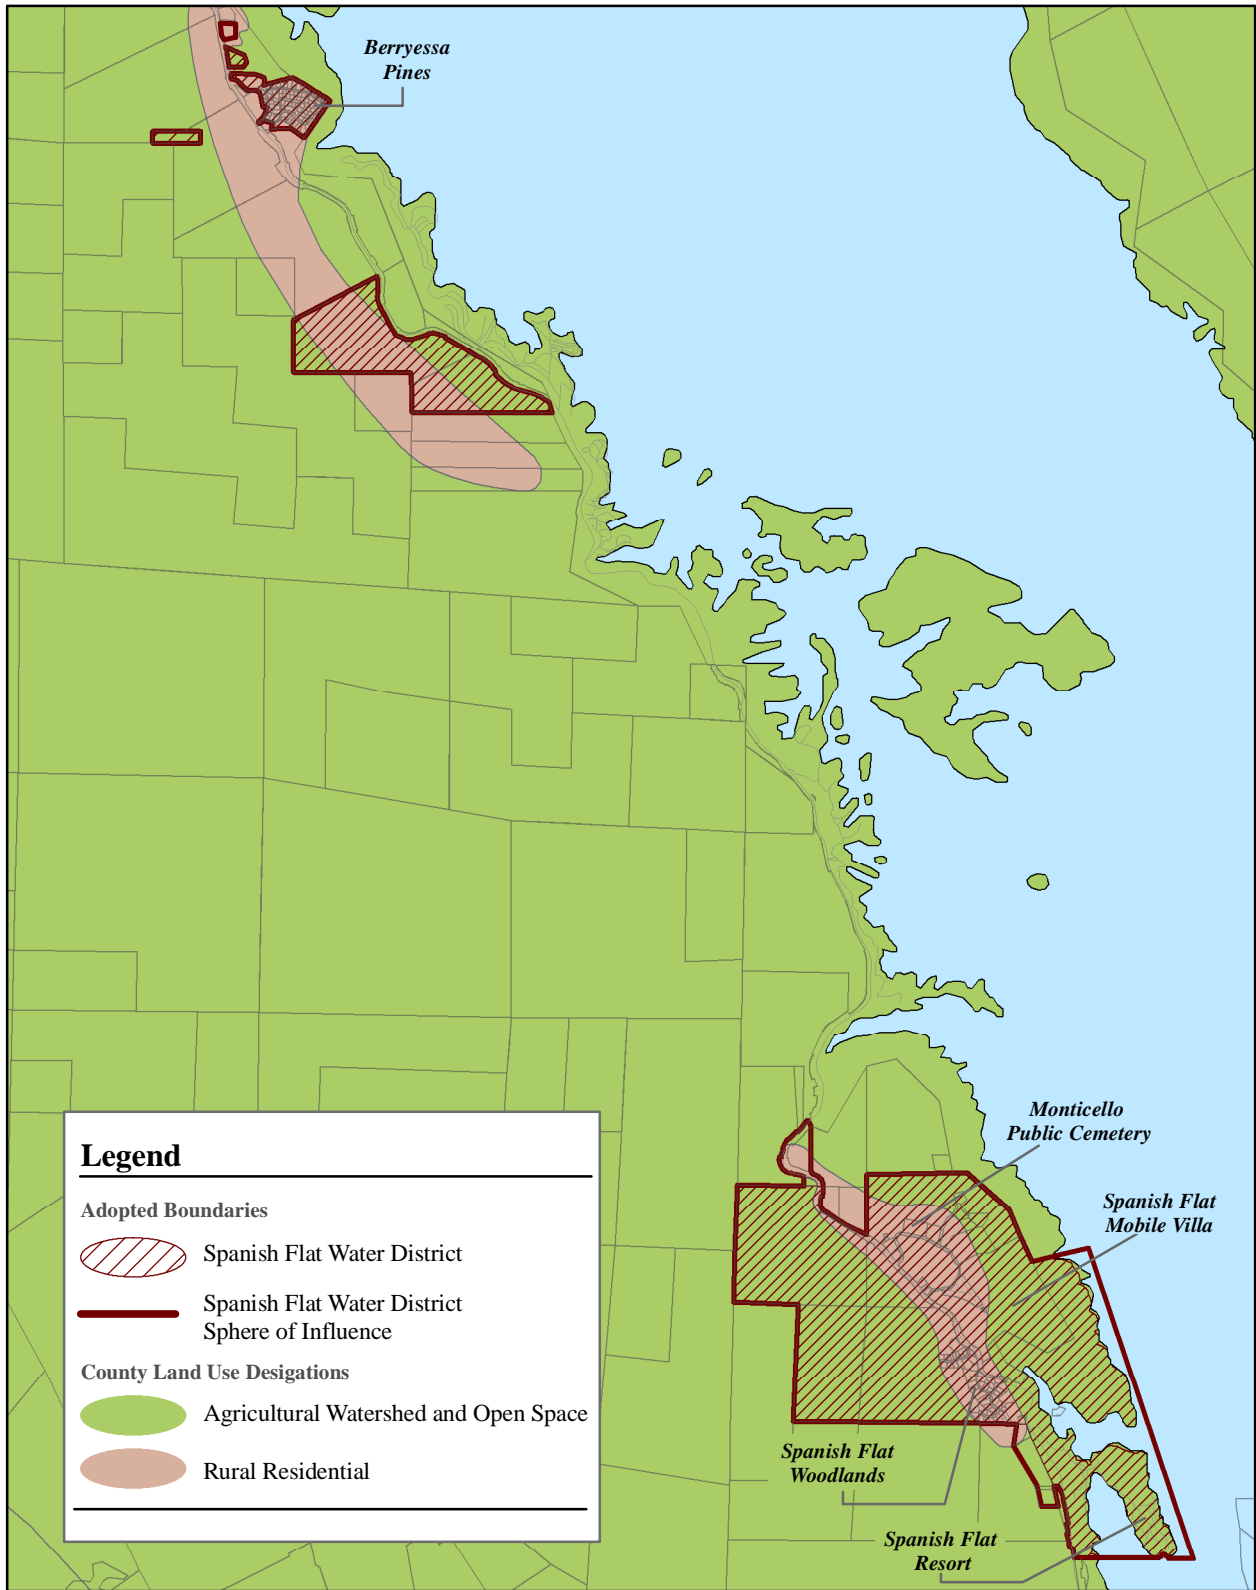 Berryessa
Pines
Monticello
Public Cemetery
Spanish Flat
Mobile Villa
Legend
Adopted Boundaries
Spanish Flat Water District
Spanish Flat Water District
Sphere of Influence
County Land Use Desigations
Agricultural Watershed and Open Space
Rural Residential
Spanish Flat
Woodlands
Spanish Flat
Resort